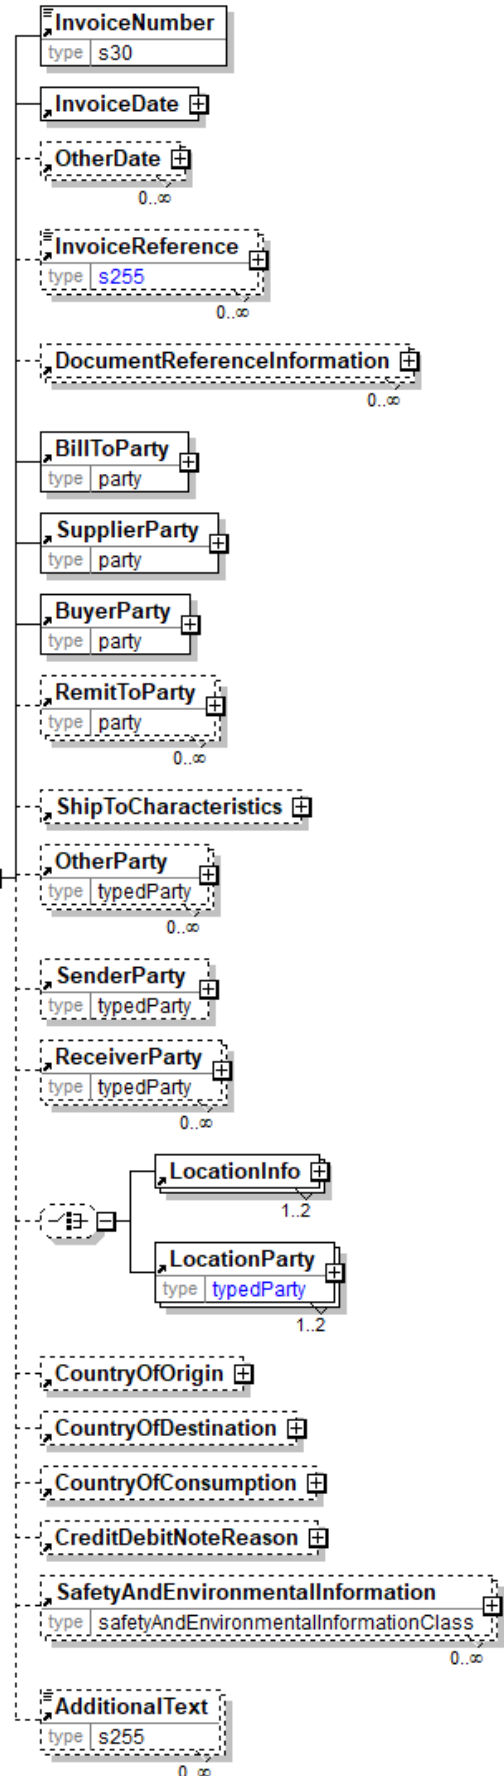 InvoiceNumber
type s30
InvoiceDate
OtherDate
0..∞
InvoiceReference
type s255
0..∞
DocumentReferenceInformation
0..∞
BillToParty
type party
SupplierParty
type party
BuyerParty
type party
RemitToParty
type party
0..∞
ShipToCharacteristics
OtherParty
type typedParty
0..∞
SenderParty
type typedParty
ReceiverParty
type typedParty
0..∞
LocationInfo
1..2
LocationParty
type typedParty
1..2
CountryOfOrigin
CountryOfDestination
CountryOfConsumption
CreditDebitNoteReason
SafetyAndEnvironmentalInformation
type safetyAndEnvironmentalInformationClass
0..∞
AdditionalText
type s255
0..∞